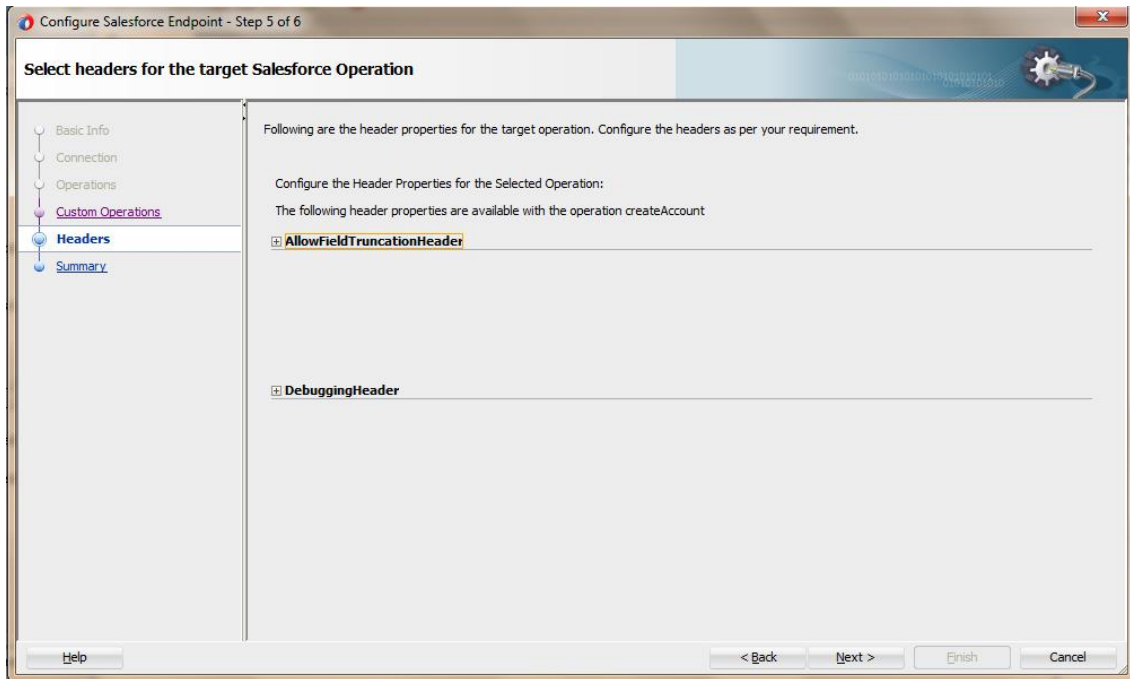 Configure Salesforce Endpoint - Step 5 of 6
Select headers for the target Salesforce Operation
Basic Info
Connection
Operations
Custom Operations
Headers
Summary
Following are the header properties for the target operation. Configure the headers as per your requirement.
Configure the Header Properties for the Selected Operation:
The following header properties are available with the operation createAccount
AllowFieldTruncationHeader
DebuggingHeader
Help
< Back
Next >
Finish
Cancel